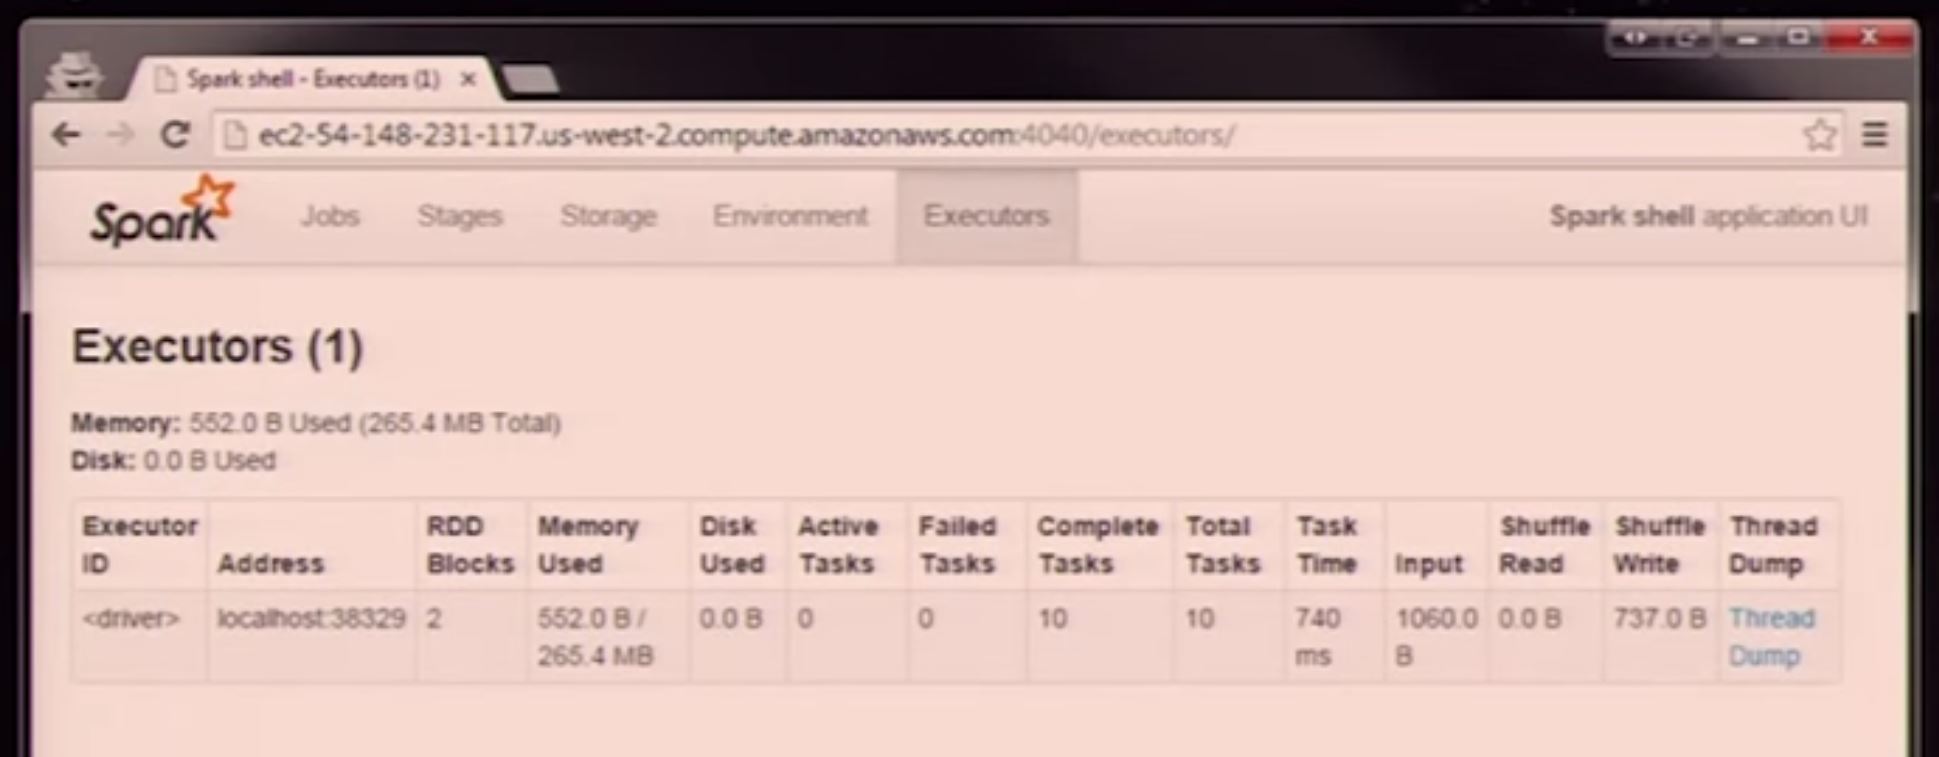 Spark shell - Executors (1)
ec2-54-148-231-117.us-west-2.compute.amazonaws.com:4040/executors/
Spark Jobs Stages Storage Environment Executors Spark shell application UI
Executors (1)
Memory: 552.0 B Used (265.4 MB Total)
Disk: 0.0 B Used
Executor ID Address RDD Blocks Memory Used Disk Used Active Tasks Failed Tasks Complete Tasks Total Tasks Task Time Input Shuffle Read Shuffle Write Thread Dump
<driver> localhost:38329 2 552.0 B / 265.4 MB 0.0 B 0 0 10 10 740 ms 1060.0 B 0.0 B 737.0 B Thread Dump